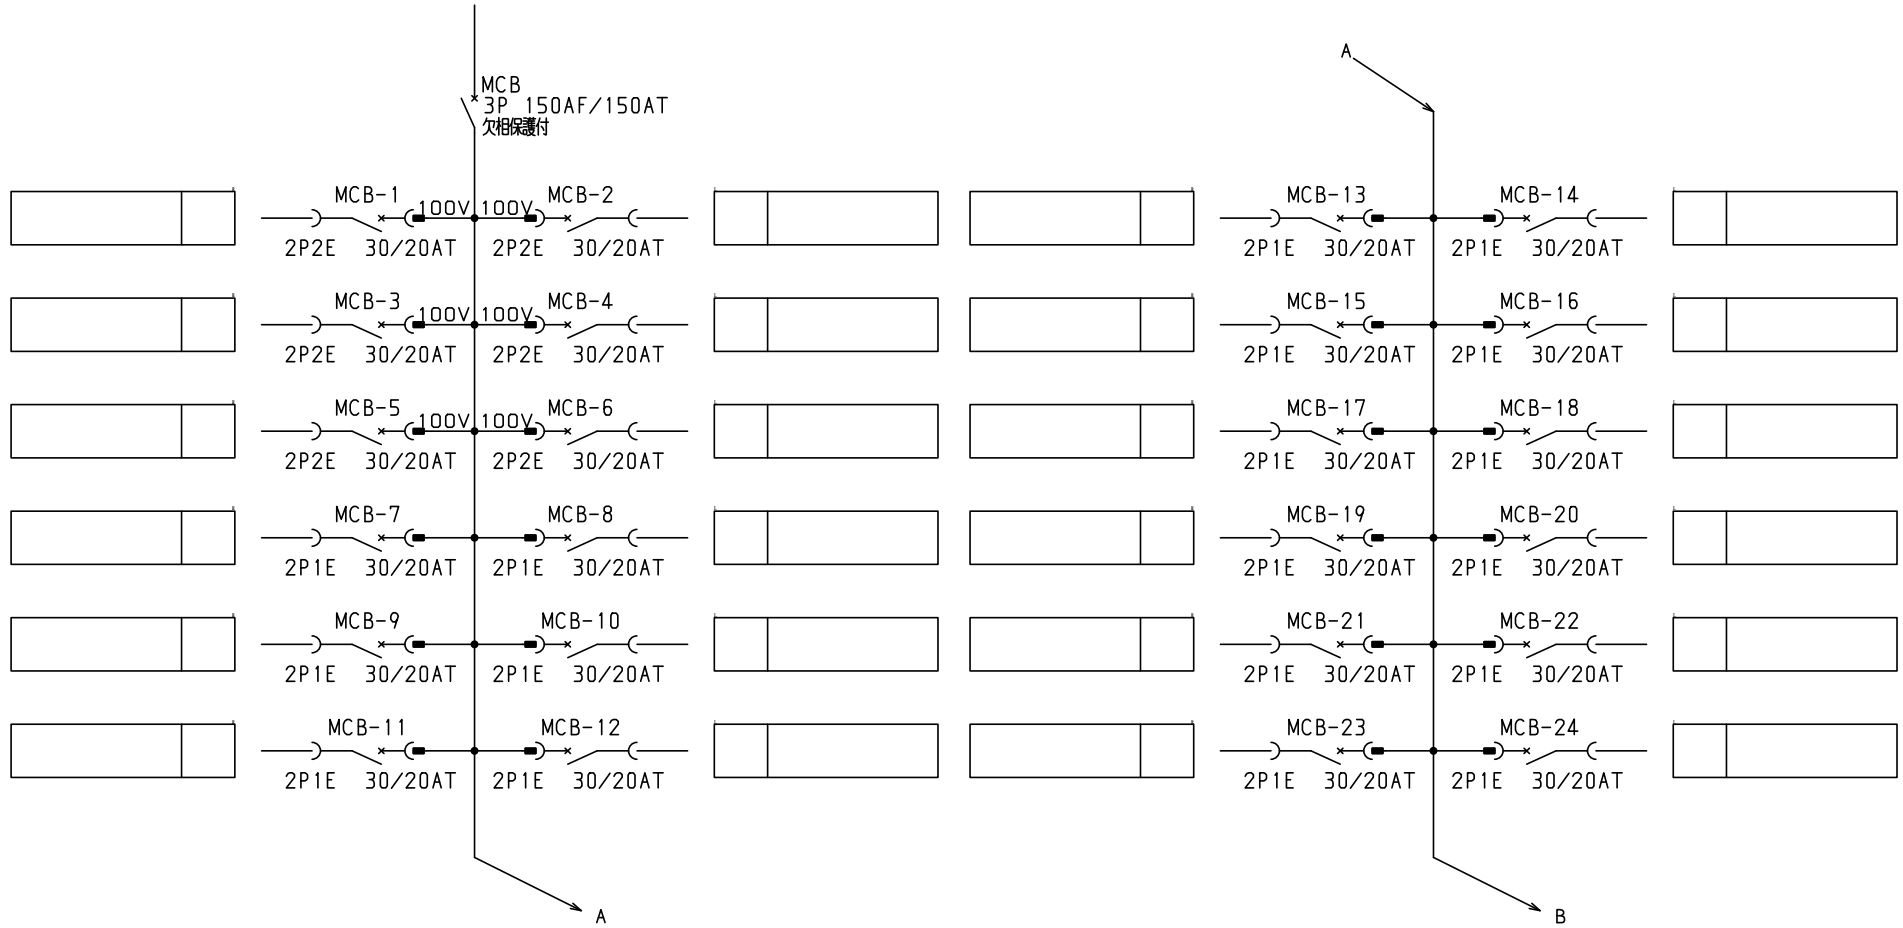 MCB
3P 150AF/150AT
欠相保護付
MCB-1 100V 100V MCB-2
2P2E 30/20AT 2P2E 30/20AT
MCB-3 100V 100V MCB-4
2P2E 30/20AT 2P2E 30/20AT
MCB-5 100V 100V MCB-6
2P2E 30/20AT 2P2E 30/20AT
MCB-7 MCB-8
2P1E 30/20AT 2P1E 30/20AT
MCB-9 MCB-10
2P1E 30/20AT 2P1E 30/20AT
MCB-11 MCB-12
2P1E 30/20AT 2P1E 30/20AT
A
A
MCB-13 MCB-14
2P1E 30/20AT 2P1E 30/20AT
MCB-15 MCB-16
2P1E 30/20AT 2P1E 30/20AT
MCB-17 MCB-18
2P1E 30/20AT 2P1E 30/20AT
MCB-19 MCB-20
2P1E 30/20AT 2P1E 30/20AT
MCB-21 MCB-22
2P1E 30/20AT 2P1E 30/20AT
MCB-23 MCB-24
2P1E 30/20AT 2P1E 30/20AT
B